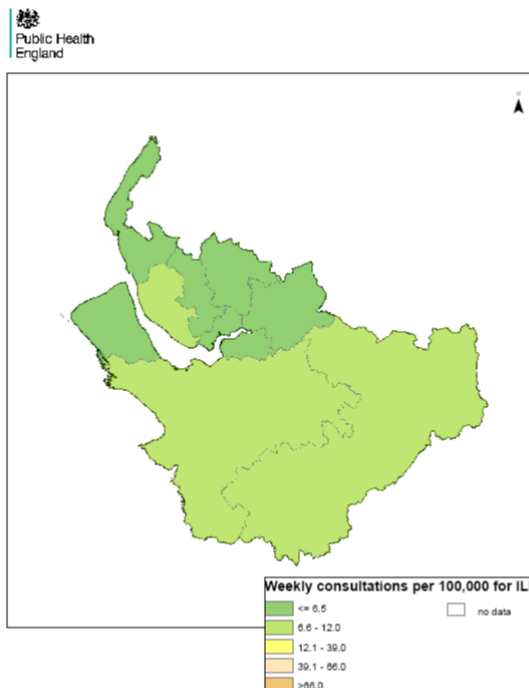 Public Health
England
Weekly consultations per 100,000 for IL
<= 6.5
no data
6.6 - 12.0
12.1 - 39.0
39.1 - 66.0
>66.0